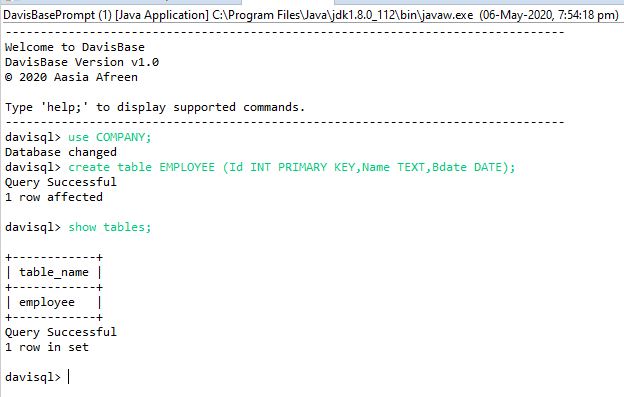 DavisBasePrompt (1) [Java Application] C:\Program Files\Java\jdk1.8.0_112\bin\javaw.exe (06-May-2020, 7:54:18 pm)
--------------------------------------------------------------------------------
Welcome to DavisBase
DavisBase Version v1.0
© 2020 Aasia Afreen
Type 'help;' to display supported commands.
--------------------------------------------------------------------------------
davisql> use COMPANY;
Database changed
davisql> create table EMPLOYEE (Id INT PRIMARY KEY,Name TEXT,Bdate DATE);
Query Successful
1 row affected
davisql> show tables;
+------------+
| table_name |
+------------+
| employee   |
+------------+
Query Successful
1 row in set
davisql>